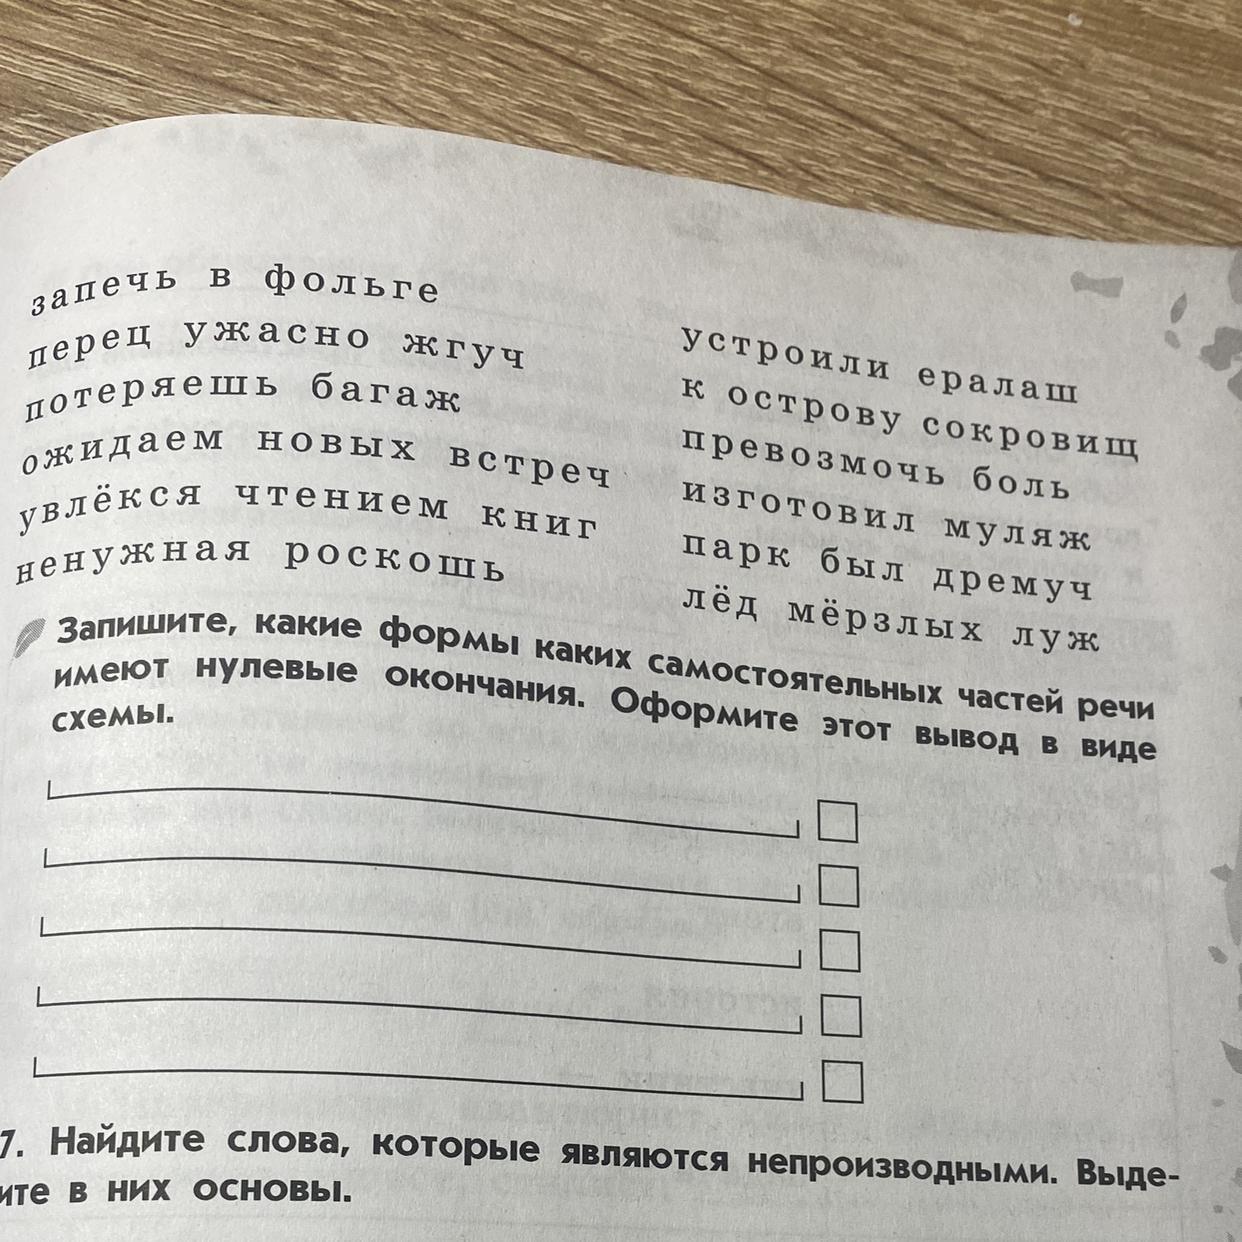 запечь в фольге
перец ужасно жгуч
потеряешь багаж
ожидаем новых встреч
увлёкся чтением книг
ненужная роскошь
устроили ералаш
к острову сокровищ
превозмочь боль
изготовил муляж
парк был дремуч
лёд мёрзлых луж
Запишите, какие формы каких самостоятельных частей речи
имеют нулевые окончания. Оформите этот вывод в виде
схемы.
7. Найдите слова, которые являются непроизводными. Выде-
ите в них основы.